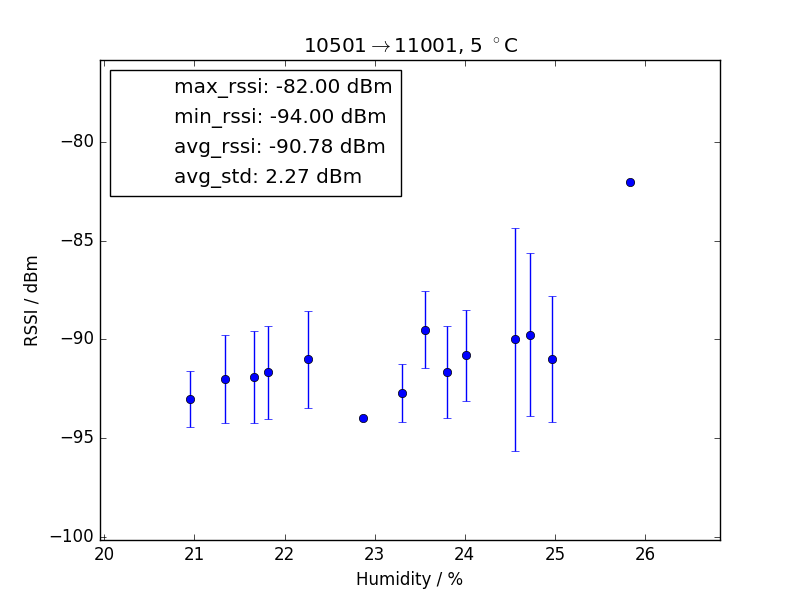 10501→11001, 5 °C
max_rssi: -82.00 dBm
min_rssi: -94.00 dBm
avg_rssi: -90.78 dBm
avg_std: 2.27 dBm
−80
−85
−90
−95
−100
RSSI / dBm
20 21 22 23 24 25 26
Humidity / %